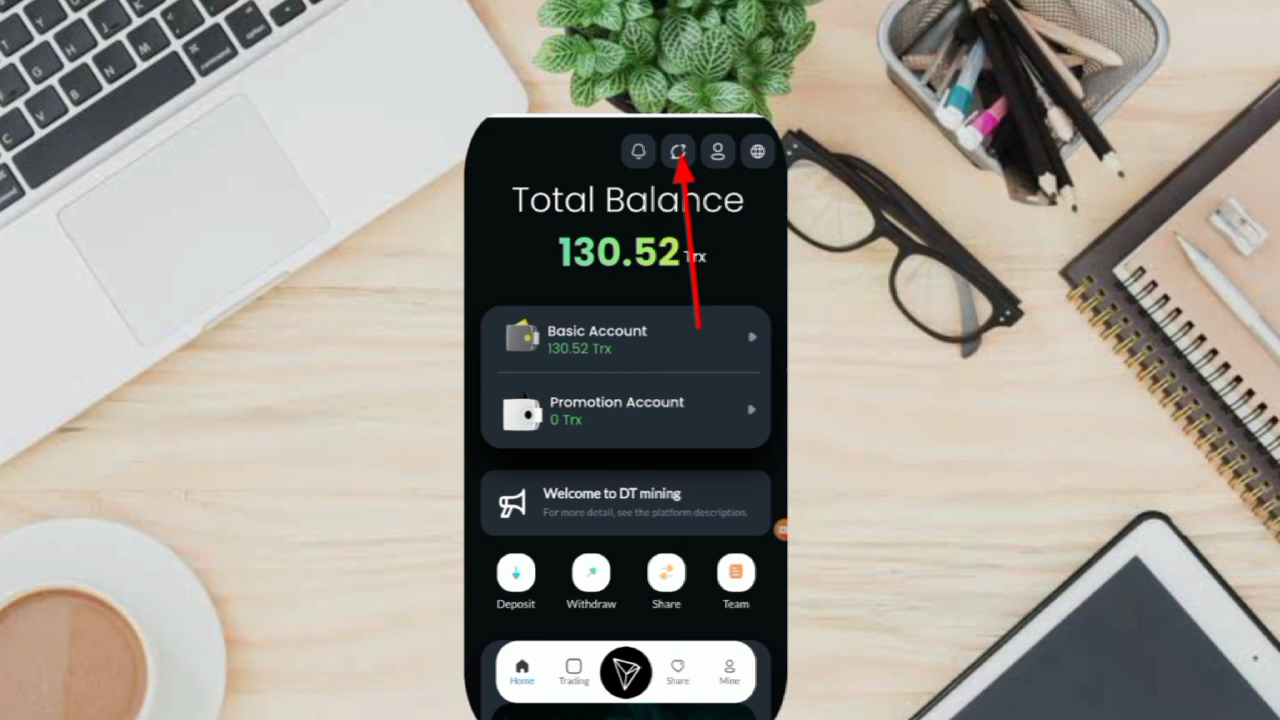 Total Balance
130.52 Trx
Basic Account
130.52 Trx
Promotion Account
0 Trx
Welcome to DT mining
For more detail, see the platform description.
Deposit
Withdraw
Share
Team
Home
Trading
Share
Mine